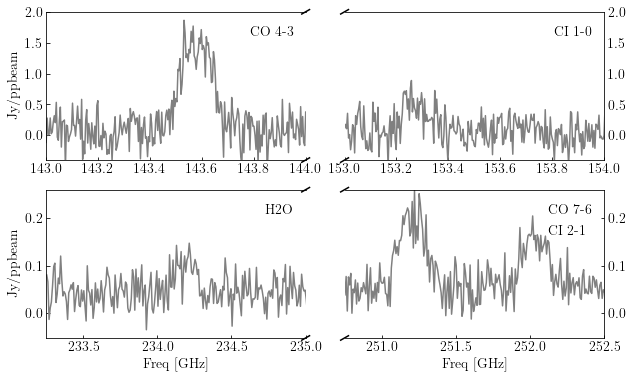 2.0
1.5
1.0
0.5
0.0
Jy/ppbeam
CO 4-3
143.0 143.2 143.4 143.6 143.8 144.0
CI 1-0
2.0
1.5
1.0
0.5
0.0
153.0 153.2 153.4 153.6 153.8 154.0
0.2
0.1
0.0
Jy/ppbeam
H2O
233.5 234.0 234.5 235.0
Freq [GHz]
CO 7-6
CI 2-1
0.2
0.1
0.0
251.0 251.5 252.0 252.5
Freq [GHz]